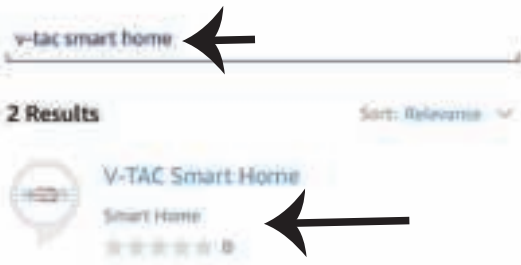 v-tac smart home
2 Results
Sort: Relevance
V-TAC Smart Home
Smart Home
0